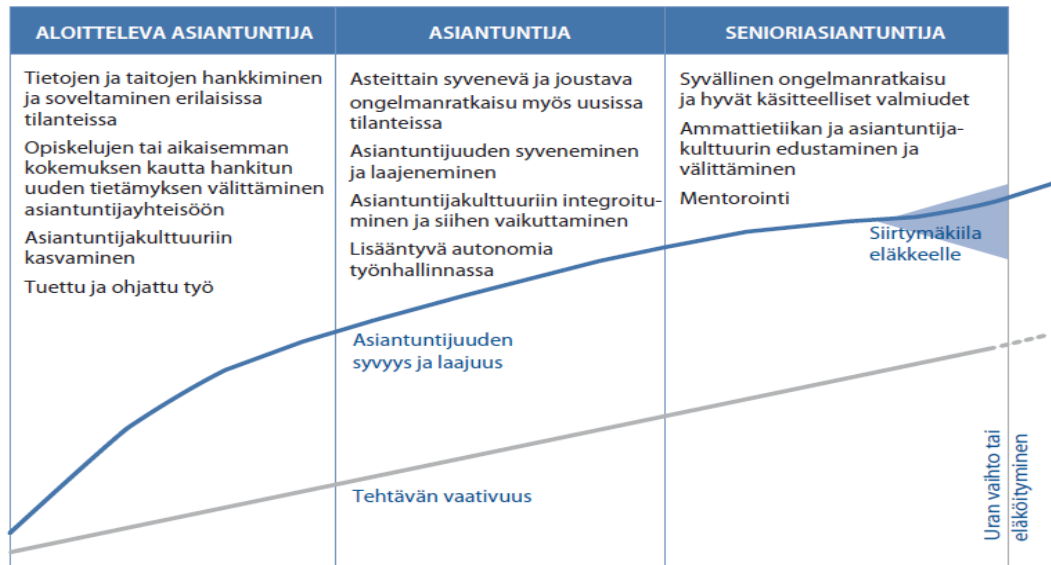 ALOITTELEVA ASIANTUNTIJA
Tietojen ja taitojen hankkiminen
ja soveltaminen erilaisissa
tilanteissa
Opiskelujen tai aikaisemman
kokemuksen kautta hankitun
uuden tietämyksen välittäminen
asiantuntijayhteisöön
Asiantuntijakulttuuriin
kasvaminen
Tuettu ja ohjattu työ
ASIANTUNTIJA
Asteittain syvenevä ja joustava
ongelmanratkaisu myös uusissa
tilanteissa
Asiantuntijuuden syveneminen
ja laajeneminen
Asiantuntijakulttuuriin integroitu-
minen ja siihen vaikuttaminen
Lisääntyvä autonomia
työnhallinnassa
SENIORIASIANTUNTIJA
Syvällinen ongelmanratkaisu
ja hyvät käsitteelliset valmiudet
Ammattietiikan ja asiantuntija-
kulttuurin edustaminen ja
välittäminen
Mentorointi
Siirtymäkiila
eläkkeelle
Asiantuntijuuden
syvyys ja laajuus
Tehtävän vaativuus
Uran vaihto tai
eläköityminen